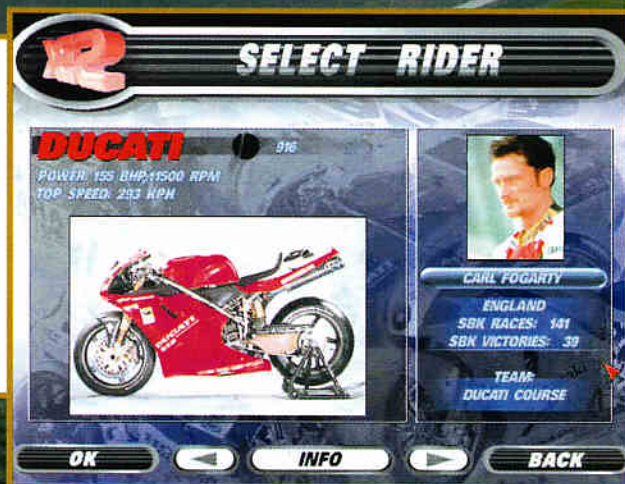 SELECT RIDER
DUCATI
916
POWER: 155 BHP,11500 RPM
TOP SPEED: 293 KPH
DUCATI
CARL FOGARTY
ENGLAND
SBK RACES: 141
SBK VICTORIES: 39
TEAM:
DUCATI COURSE
OK
INFO
BACK